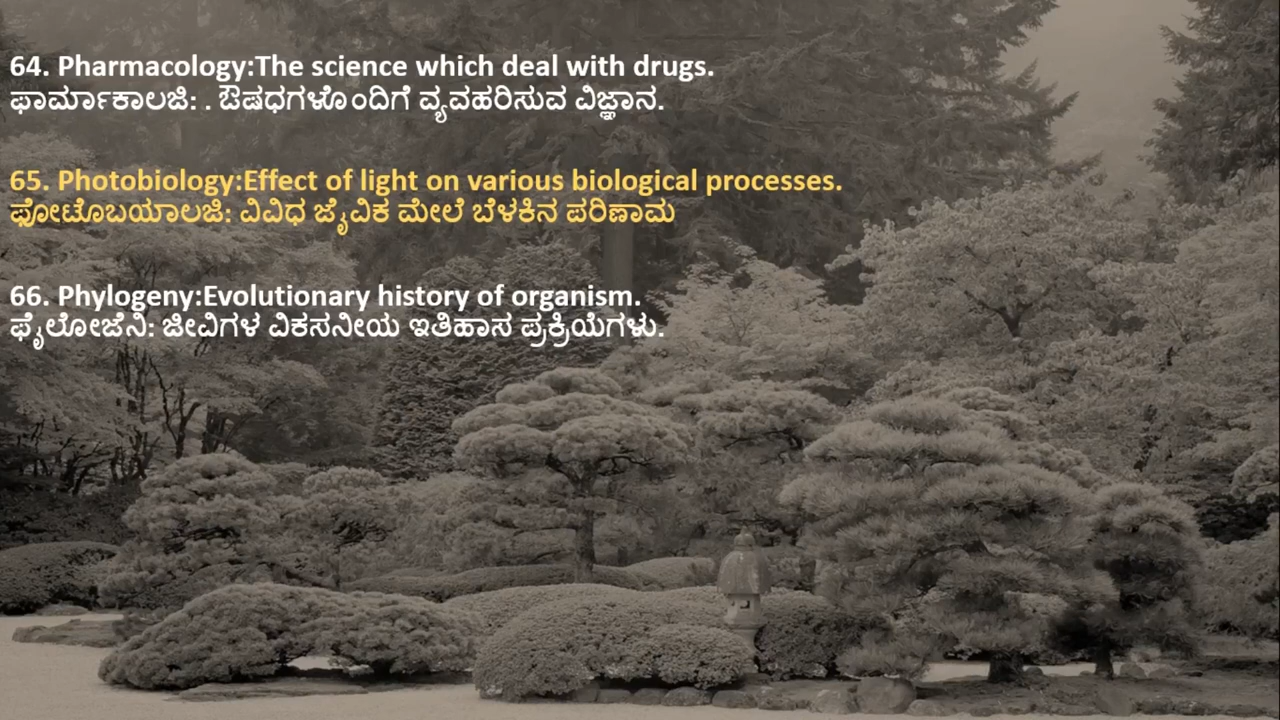 64. Pharmacology:The science which deal with drugs.
ಫಾರ್ಮಾಕಾಲಜಿ: . ಔಷಧಗಳೊಂದಿಗೆ ವ್ಯವಹರಿಸುವ ವಿಜ್ಞಾನ.
65. Photobiology:Effect of light on various biological processes.
ಫೋಟೊಬಯಾಲಜಿ: ವಿವಿಧ ಜೈವಿಕ ಮೇಲೆ ಬೆಳಕಿನ ಪರಿಣಾಮ
66. Phylogeny:Evolutionary history of organism.
ಫೈಲೋಜೆನಿ: ಜೀವಿಗಳ ವಿಕಸನೀಯ ಇತಿಹಾಸ ಪ್ರಕ್ರಿಯೆಗಳು.